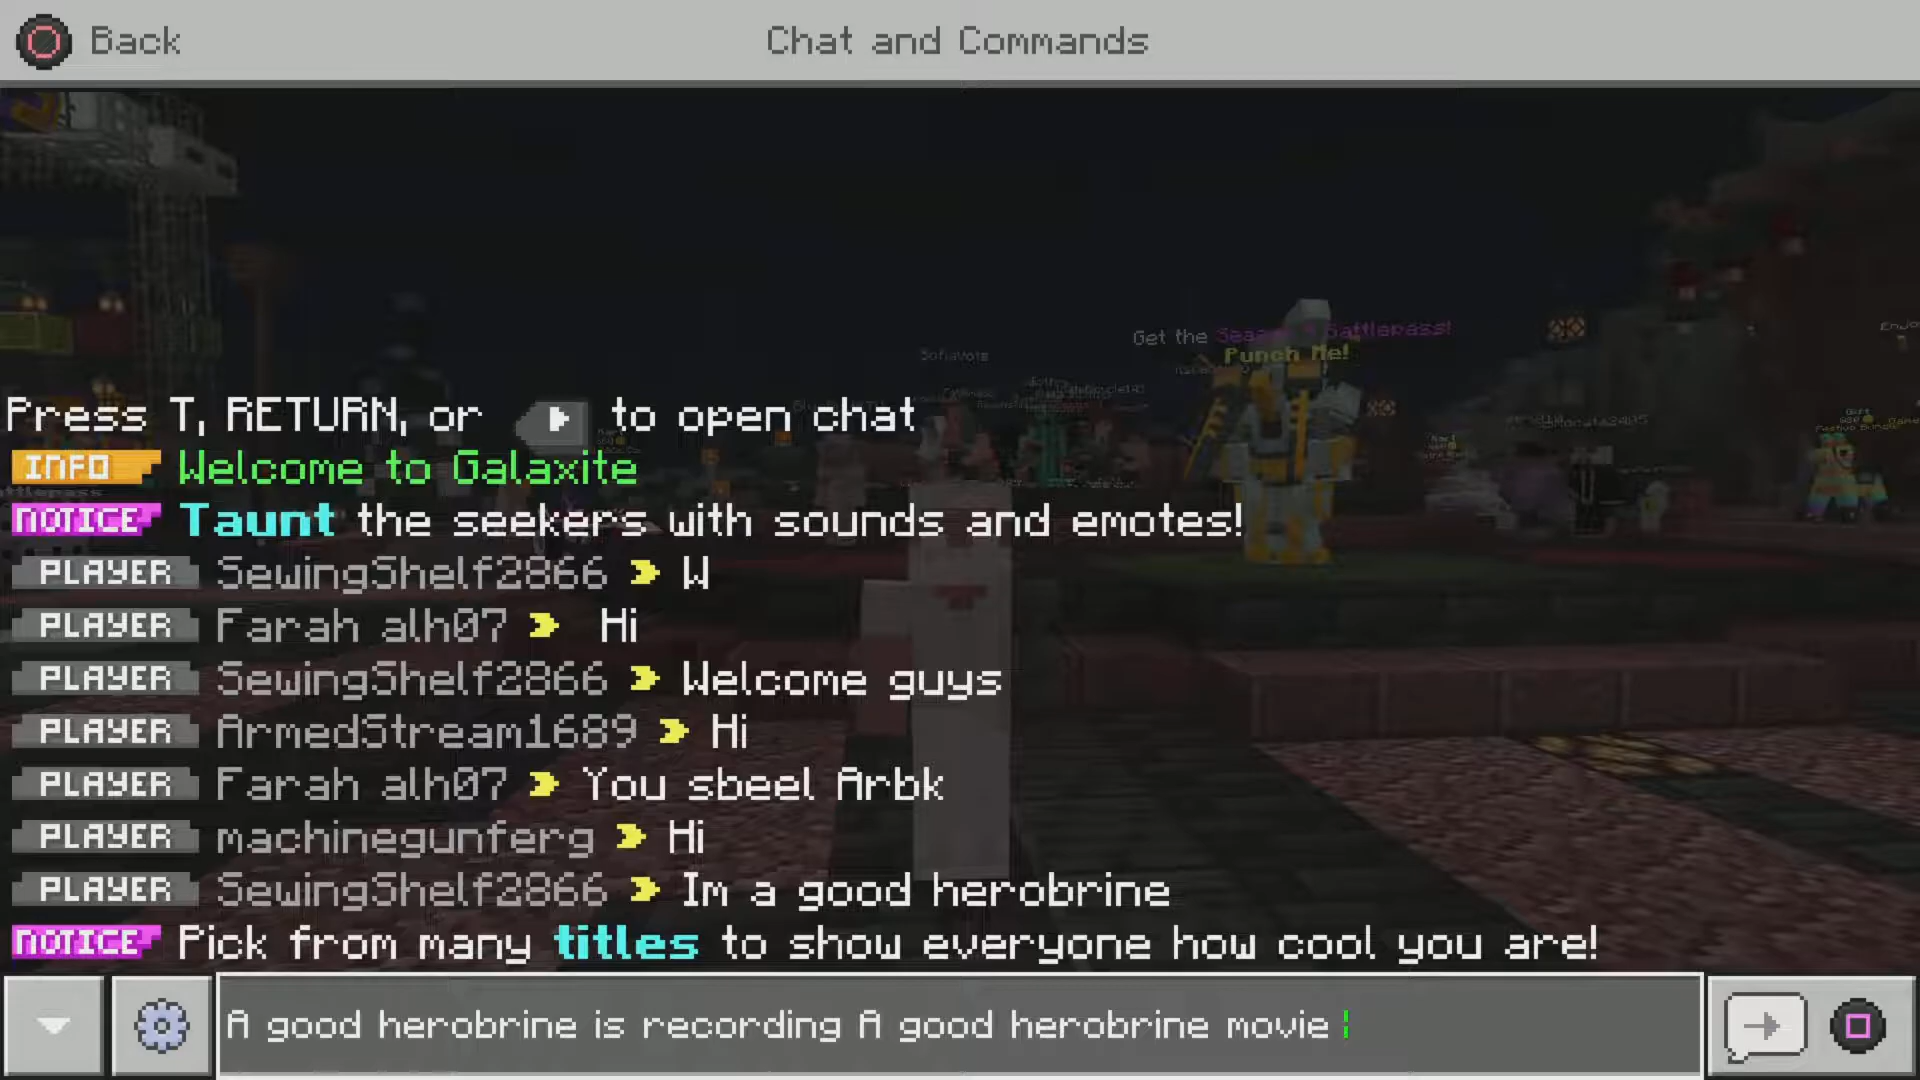 Back
Chat and Commands
Get the Season Battlepass!
Punch Me!
Press T, RETURN, or to open chat
INFO Welcome to Galaxite
NOTICE Taunt the seekers with sounds and emotes!
PLAYER SewingShelf2866 W
PLAYER Farah alh07 Hi
PLAYER SewingShelf2866 Welcome guys
PLAYER ArmedStream1689 Hi
PLAYER Farah alh07 You sbeel Arbk
PLAYER machinegunferg Hi
PLAYER SewingShelf2866 Im a good herobrine
NOTICE Pick from many titles to show everyone how cool you are!
A good herobrine is recording A good herobrine movie